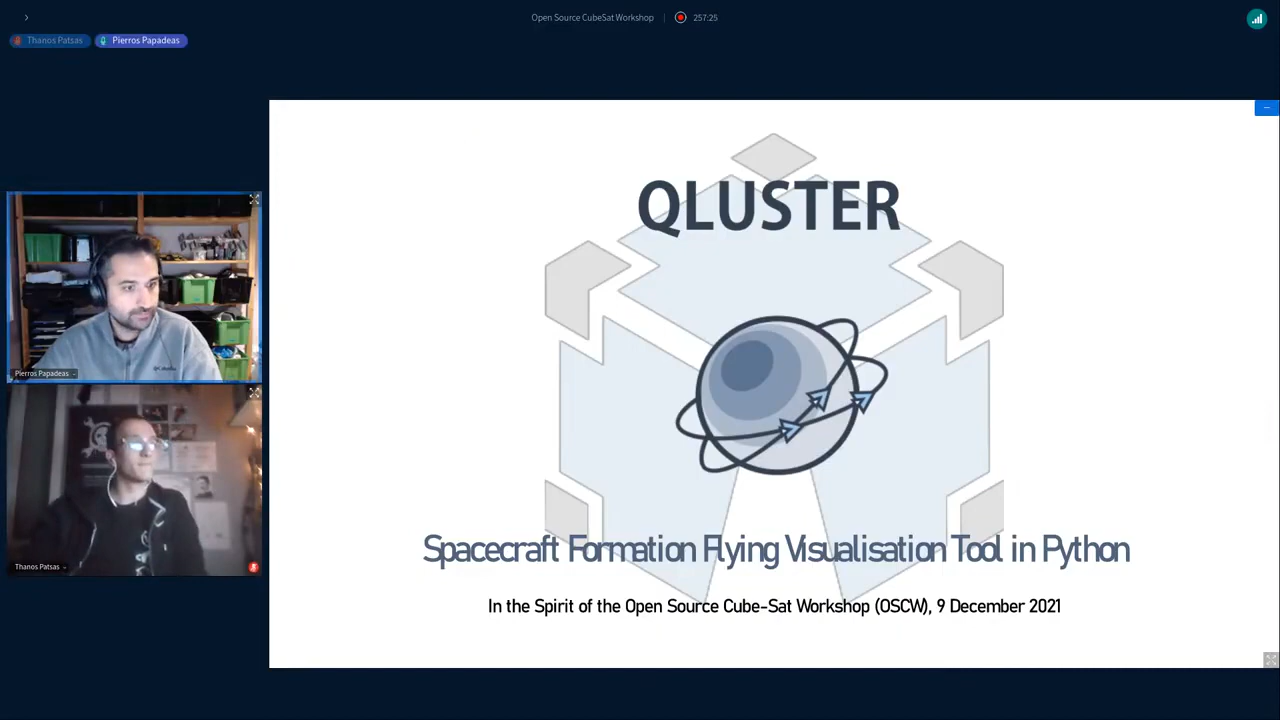 Open Source CubeSat Workshop
257:25
Thanos Patsas
Pierros Papadeas
Pierros Papadeas
Thanos Patsas
QLUSTER
Spacecraft Formation Flying Visualisation Tool in Python
In the Spirit of the Open Source Cube-Sat Workshop (OSCW), 9 December 2021